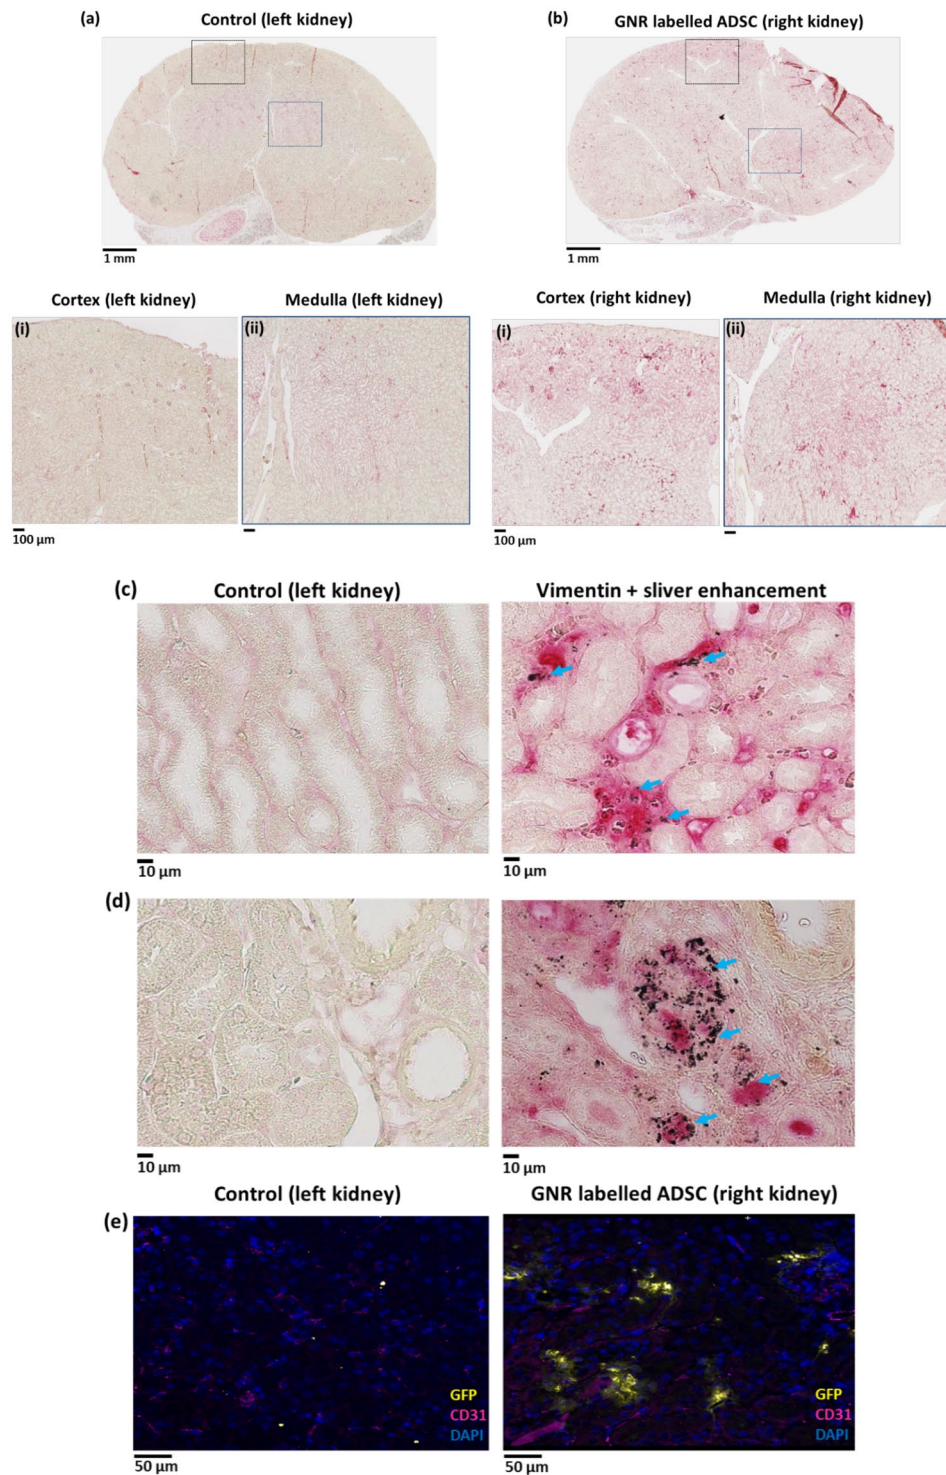 (a) Control (left kidney)
(b) GNR labelled ADSC (right kidney)
1 mm
1 mm
Cortex (left kidney) Medulla (left kidney)
Cortex (right kidney) Medulla (right kidney)
(i) (ii)
(i) (ii)
100 µm
100 µm
(c) Control (left kidney) Vimentin + sliver enhancement
10 µm
10 µm
(d)
10 µm
10 µm
Control (left kidney) GNR labelled ADSC (right kidney)
(e)
GFP
CD31
DAPI
GFP
CD31
DAPI
50 µm
50 µm